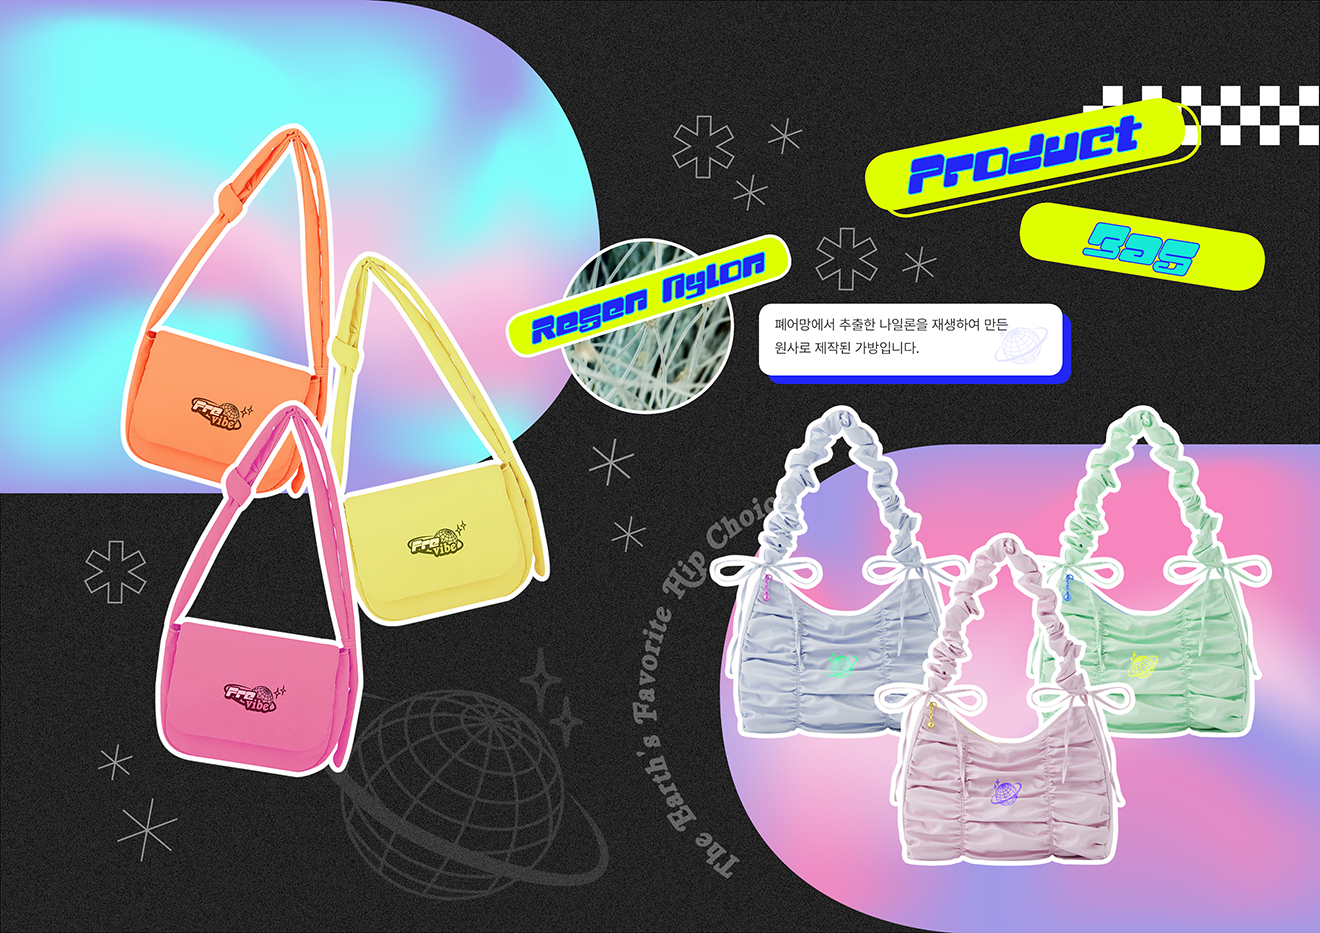 Product
Bag
Regen Nylon
폐어망에서 추출한 나일론을 재생하여 만든
원사로 제작된 가방입니다.
Fre
vibe
Fre
vibe
Fre
vibe
The Earth's Favorite Hip Choic